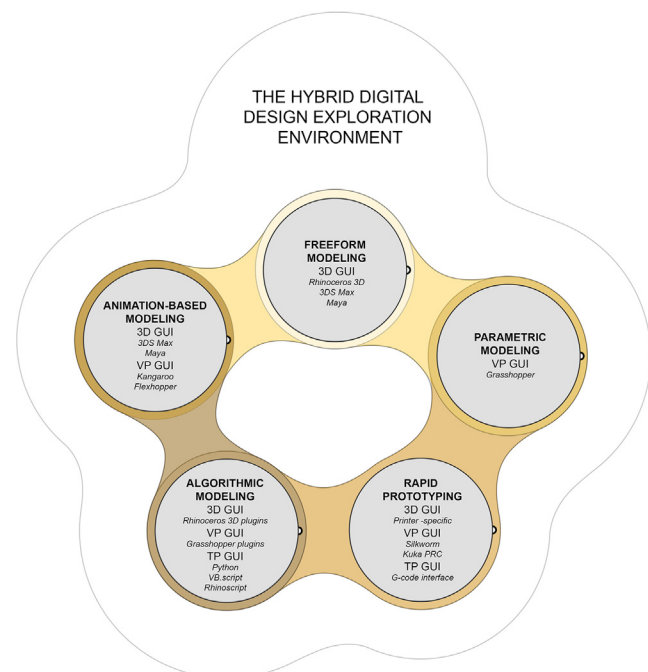 THE HYBRID DIGITAL
DESIGN EXPLORATION
ENVIRONMENT
FREEFORM
MODELING
3D GUI
Rhinoceros 3D
3DS Max
Maya
ANIMATION-BASED
MODELING
3D GUI
3DS Max
Maya
VP GUI
Kangaroo
Flexhopper
PARAMETRIC
MODELING
VP GUI
Grasshopper
ALGORITHMIC
MODELING
3D GUI
Rhinoceros 3D plugins
VP GUI
Grasshopper plugins
TP GUI
Python
VB.script
Rhinoscript
RAPID
PROTOTYPING
3D GUI
Printer -specific
VP GUI
Silkworm
Kuka PRC
TP GUI
G-code interface